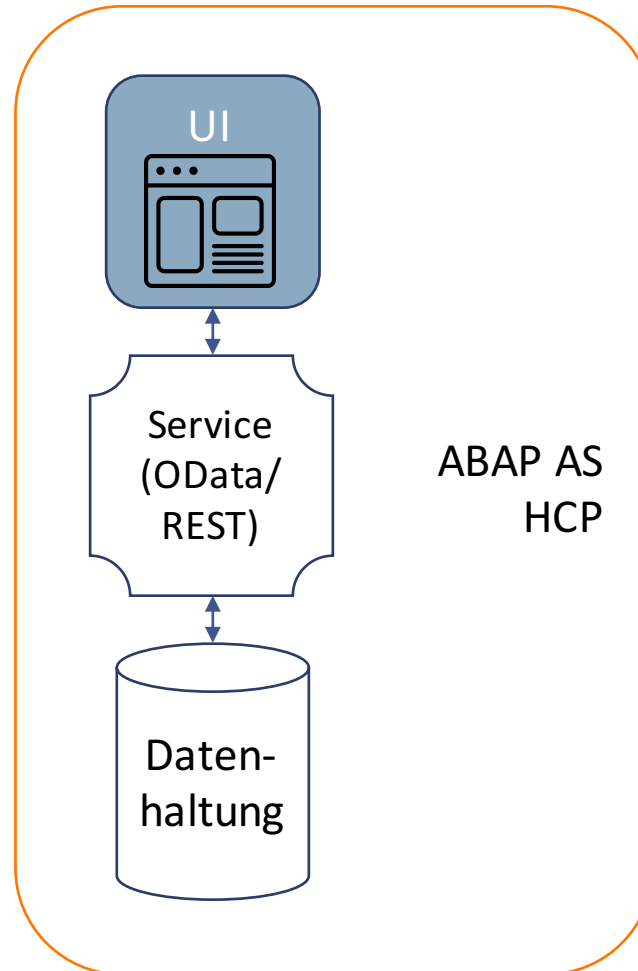 UI
Service
(OData/
REST)
ABAP AS
HCP
Daten-
haltung